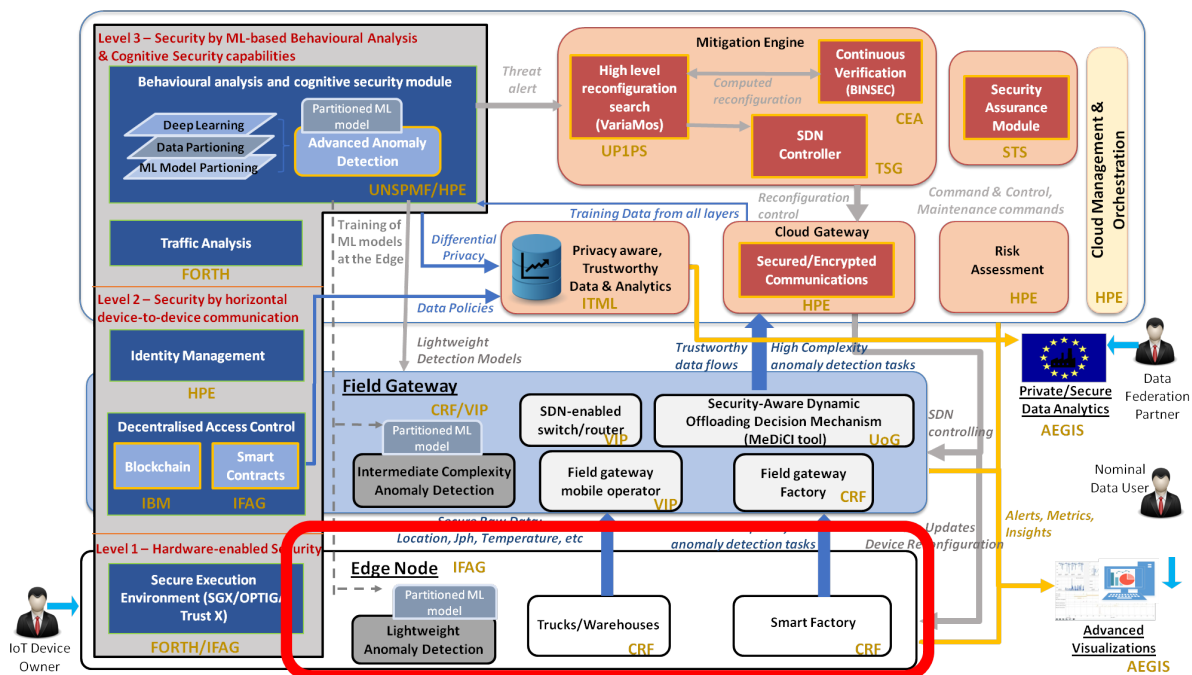 Level 3 – Security by ML-based Behavioural Analysis
& Cognitive Security capabilities
Behavioural analysis and cognitive security module
Partitioned ML
model
Deep Learning
Data Partioning
ML Model Partioning
Advanced Anomaly
Detection
UNSPMF/HPE
Traffic Analysis
FORTH
Level 2 – Security by horizontal
device-to-device communication
Identity Management
HPE
Decentralised Access Control
Blockchain
Smart
Contracts
IBM
IFAG
Level 1 – Hardware-enabled Security
Secure Execution
Environment (SGX/OPTIGA
Trust X)
FORTH/IFAG
IoT Device
Owner
Threat
alert
Mitigation Engine
High level
reconfiguration
search
(VariaMos)
UP1PS
Computed
reconfiguration
Continuous
Verification
(BINSEC)
CEA
SDN
Controller
TSG
Security
Assurance
Module
STS
Cloud Management &
Orchestration
HPE
Training of
ML models
at the Edge
Differential
Privacy
Data Policies
Training Data from all layers
Reconfiguration
control
Command & Control,
Maintenance commands
Privacy aware,
Trustworthy
Data & Analytics
ITML
Cloud Gateway
Secured/Encrypted
Communications
HPE
Risk
Assessment
HPE
Lightweight
Detection Models
Trustworthy
data flows
High Complexity
anomaly detection tasks
Private/Secure
Data Analytics
AEGIS
Data
Federation
Partner
Field Gateway
CRF/VIP
Partitioned ML
model
Intermediate Complexity
Anomaly Detection
SDN-enabled
switch/router
VIP
Security-Aware Dynamic
Offloading Decision Mechanism
(MeDiCI tool)
UoG
Field gateway
mobile operator
VIP
Field gateway
Factory
CRF
SDN
controlling
Nominal
Data User
Secure Raw Data:
Location, Jph, Temperature, etc
anomaly detection tasks
Updates
Device Reconfiguration
Alerts, Metrics,
Insights
Edge Node
IFAG
Partitioned ML
model
Lightweight
Anomaly Detection
Trucks/Warehouses
CRF
Smart Factory
CRF
Advanced
Visualizations
AEGIS